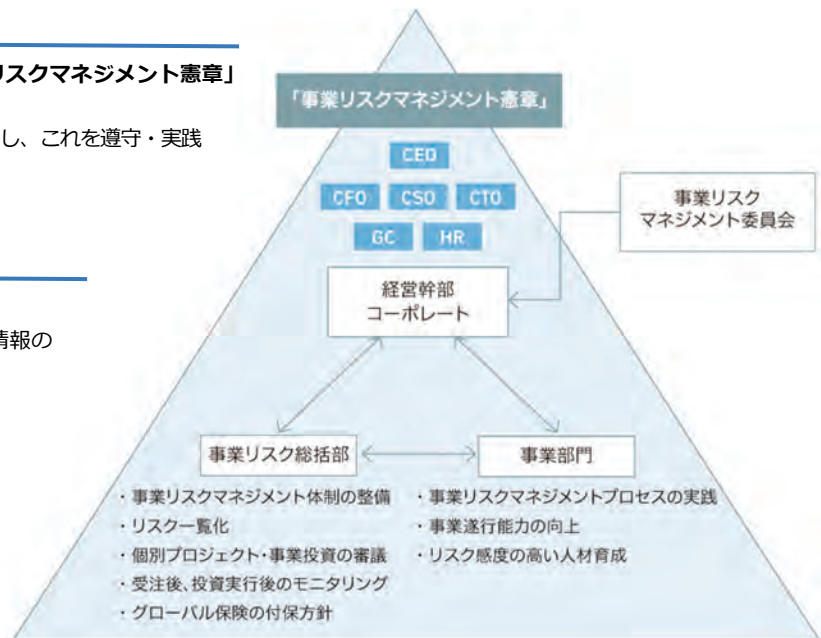 リスクマネジメント憲章」
し、これを遵守・実践
情報の
「事業リスクマネジメント憲章」
CEO
CFO CSO CTO
GC HR
事業リスク
マネジメント委員会
経営幹部
コーポレート
事業リスク総括部
・事業リスクマネジメント体制の整備
・リスク一覧化
・個別プロジェクト・事業投資の審議
・受注後、投資実行後のモニタリング
・グローバル保険の付保方針
事業部門
・事業リスクマネジメントプロセスの実践
・事業遂行能力の向上
・リスク感度の高い人材育成